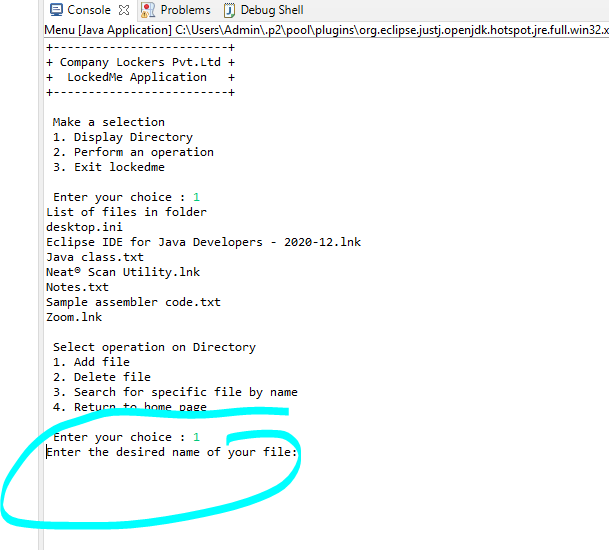 Console Problems Debug Shell
Menu [Java Application] C:\Users\Admin\.p2\pool\plugins\org.eclipse.justj.openjdk.hotspot.jre.full.win32.x
+------------------------+
+ Company Lockers Pvt.Ltd +
+  LockedMe Application   +
+------------------------+
Make a selection
1. Display Directory
2. Perform an operation
3. Exit lockedme
Enter your choice : 1
List of files in folder
desktop.ini
Eclipse IDE for Java Developers - 2020-12.lnk
Java class.txt
Neat® Scan Utility.lnk
Notes.txt
Sample assembler code.txt
Zoom.lnk
Select operation on Directory
1. Add file
2. Delete file
3. Search for specific file by name
4. Return to home page
Enter your choice : 1
Enter the desired name of your file: